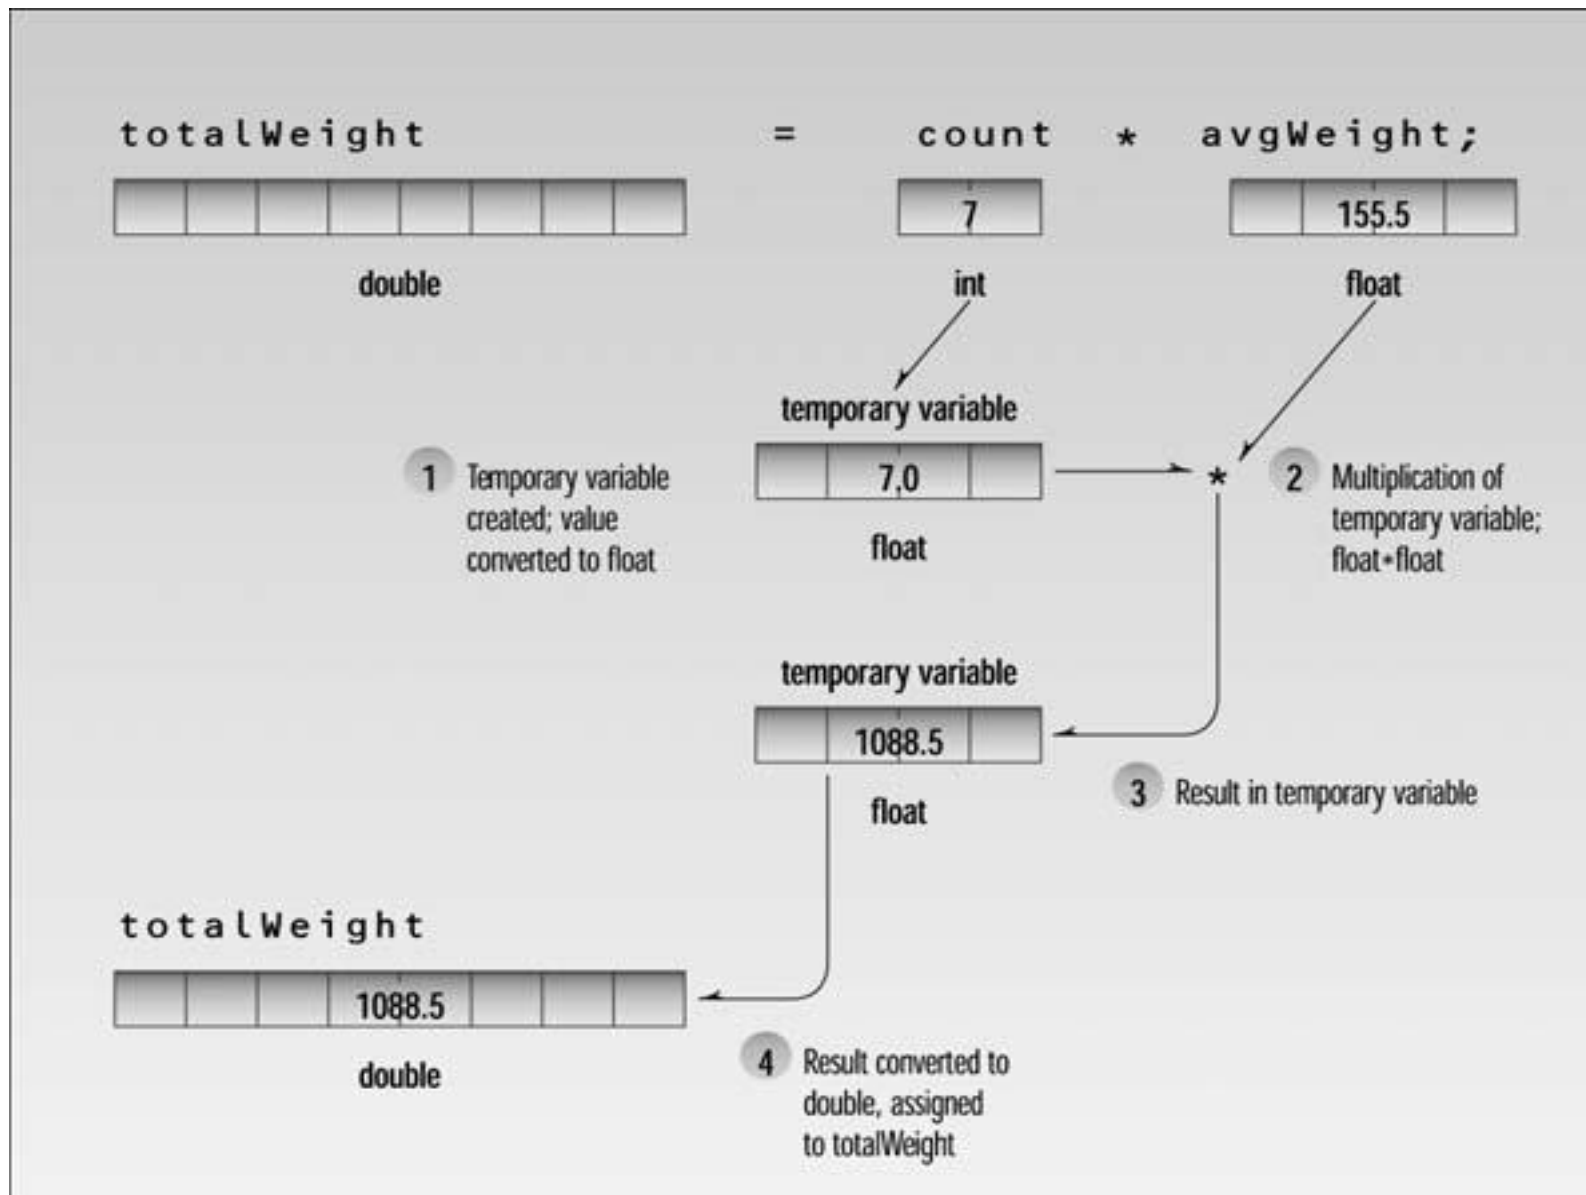 totalWeight = count * avgWeight;
7 155.5
double int float
temporary variable
1 Temporary variable
created; value
converted to float
7.0
float
*
2 Multiplication of
temporary variable;
float*float
temporary variable
1088.5
float
3 Result in temporary variable
totalWeight
1088.5
double
4 Result converted to
double, assigned
to totalWeight